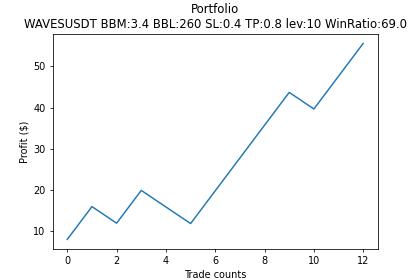 Portfolio
WAVESUSDT BBM:3.4 BBL:260 SL:0.4 TP:0.8 lev:10 WinRatio:69.0
Profit ($)
50
40
30
20
10
0 2 4 6 8 10 12
Trade counts